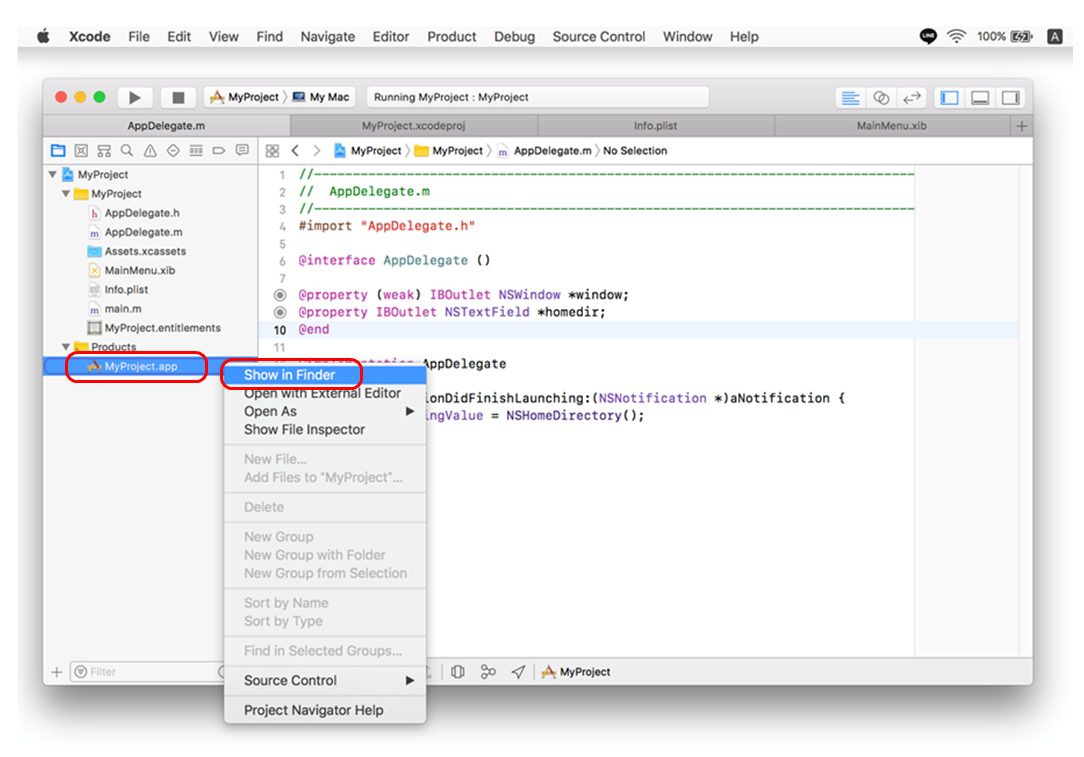 Xcode File Edit View Find Navigate Editor Product Debug Source Control Window Help LINE 100% A
MyProject My Mac Running MyProject : MyProject
AppDelegate.m MyProject.xcodeproj Info.plist MainMenu.xib
MyProject MyProject AppDelegate.m No Selection
MyProject
MyProject
h AppDelegate.h
m AppDelegate.m
Assets.xcassets
MainMenu.xib
Info.plist
m main.m
MyProject.entitlements
Products
MyProject.app
1 //------------------------------------------------------------------------------
2 // AppDelegate.m
3 //------------------------------------------------------------------------------
4 #import "AppDelegate.h"
5
6 @interface AppDelegate ()
7
@property (weak) IBOutlet NSWindow *window;
@property IBOutlet NSTextField *homedir;
10 @end
11
AppDelegate
ionDidFinishLaunching:(NSNotification *)aNotification {
ingValue = NSHomeDirectory();
Show in Finder
Open with External Editor
Open As
Show File Inspector
New File...
Add Files to "MyProject"...
Delete
New Group
New Group with Folder
New Group from Selection
Sort by Name
Sort by Type
Find in Selected Groups...
Source Control
Project Navigator Help
Filter
MyProject